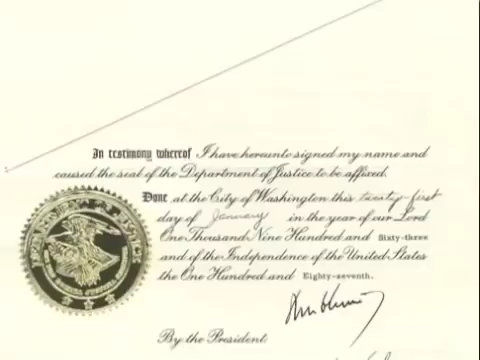 In testimony whereof I have hereunto signed my name and
caused the seal of the Department of Justice to be affixed.
Done at the City of Washington this twenty-first
day of January in the year of our Lord
One Thousand Nine Hundred and Sixty-three
and of the Independence of the United States
the One Hundred and Eighty-seventh.
By the President: